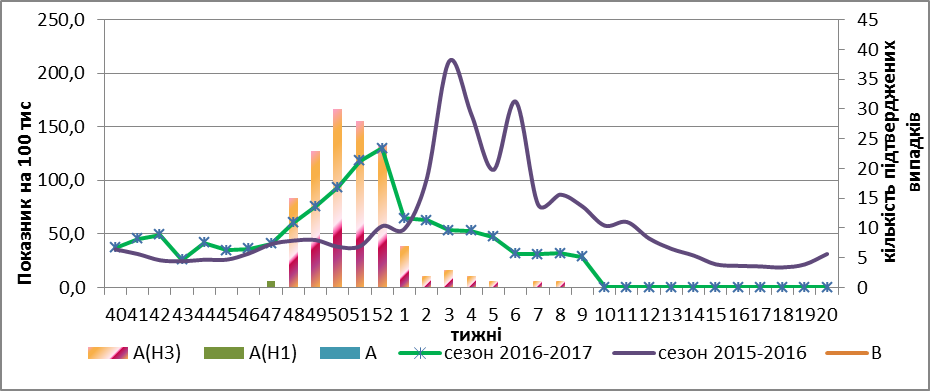 250,0
200,0
150,0
100,0
50,0
0,0
Показник на 100 тис
45
40
35
30
25
20
15
10
5
0
кількість підтверджених
випадків
40 41 42 43 44 45 46 47 48 49 50 51 52 1 2 3 4 5 6 7 8 9 10 11 12 13 14 15 16 17 18 19 20
тижні
А(H3) А(H1) А сезон 2016-2017 сезон 2015-2016 В